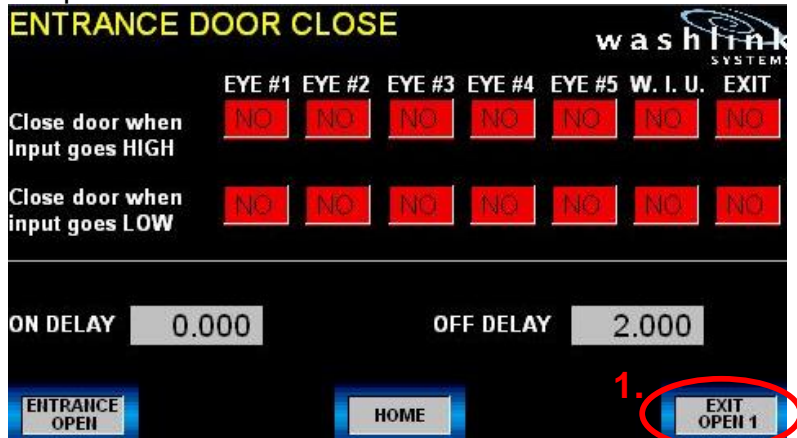 ENTRANCE DOOR CLOSE
washlink
SYSTEMS
EYE #1 EYE #2 EYE #3 EYE #4 EYE #5 W. I. U. EXIT
Close door when
Input goes HIGH
NO NO NO NO NO NO NO
Close door when
input goes LOW
NO NO NO NO NO NO NO
ON DELAY 0.000 OFF DELAY 2.000
1.
ENTRANCE
OPEN
HOME
EXIT
OPEN 1